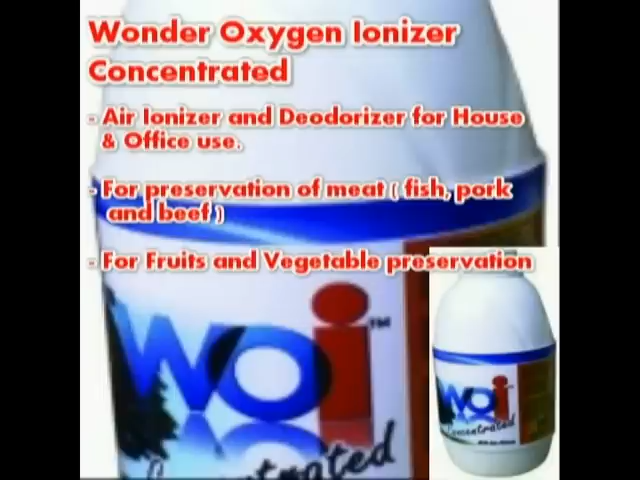 Wonder Oxygen Ionizer
Concentrated
- Air Ionizer and Deodorizer for House
& Office use.
- For preservation of meat ( fish, pork
and beef )
- For Fruits and Vegetable preservation
woi™
Concentrated
woi
Concentrated